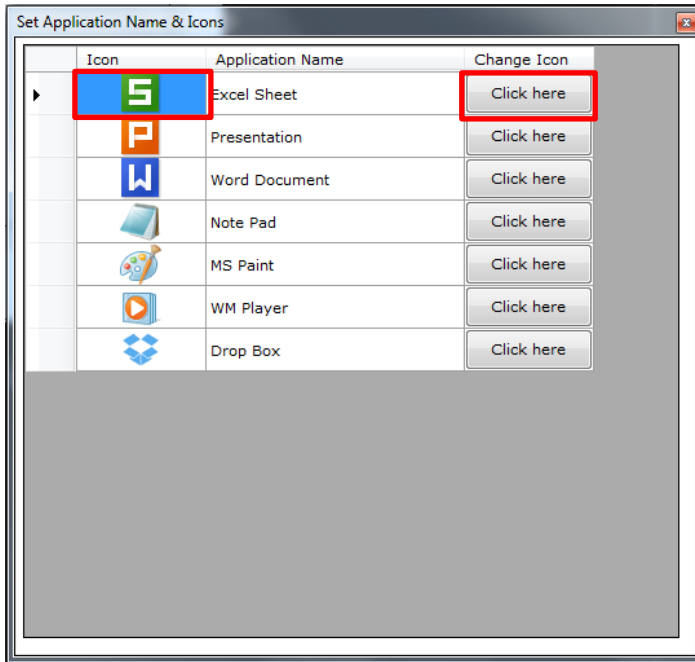 Set Application Name & Icons
Icon Application Name Change Icon
S Excel Sheet Click here
P Presentation Click here
W Word Document Click here
Note Pad Click here
MS Paint Click here
WM Player Click here
Drop Box Click here